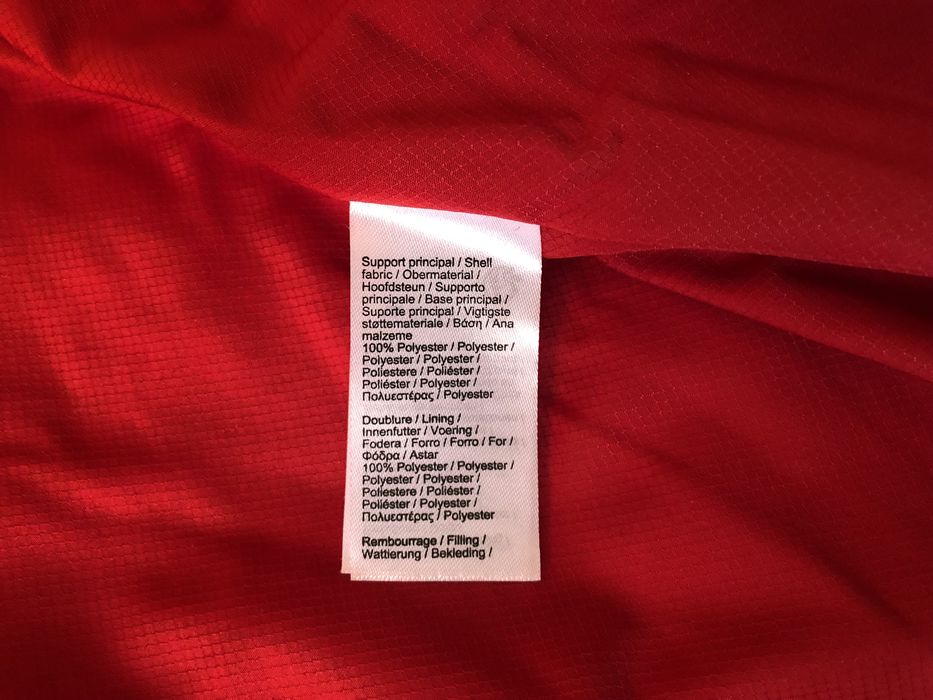 Support principal / Shell
fabric / Obermaterial /
Hoofdsteun / Supporto
principale / Base principal /
Suporte principal / Vigtigste
støttemateriale / Βάση / Ana
malzeme
100% Polyester / Polyester /
Polyester / Polyester /
Poliestere / Poliéster /
Poliéster / Polyester /
Πολυεστέρας / Polyester
Doublure / Lining /
Innenfutter / Voering /
Fodera / Forro / Forro / For /
Φόδρα / Astar
100% Polyester / Polyester /
Polyester / Polyester /
Poliestere / Poliéster /
Poliéster / Polyester /
Πολυεστέρας / Polyester
Rembourrage / Filling /
Wattierung / Bekleding /